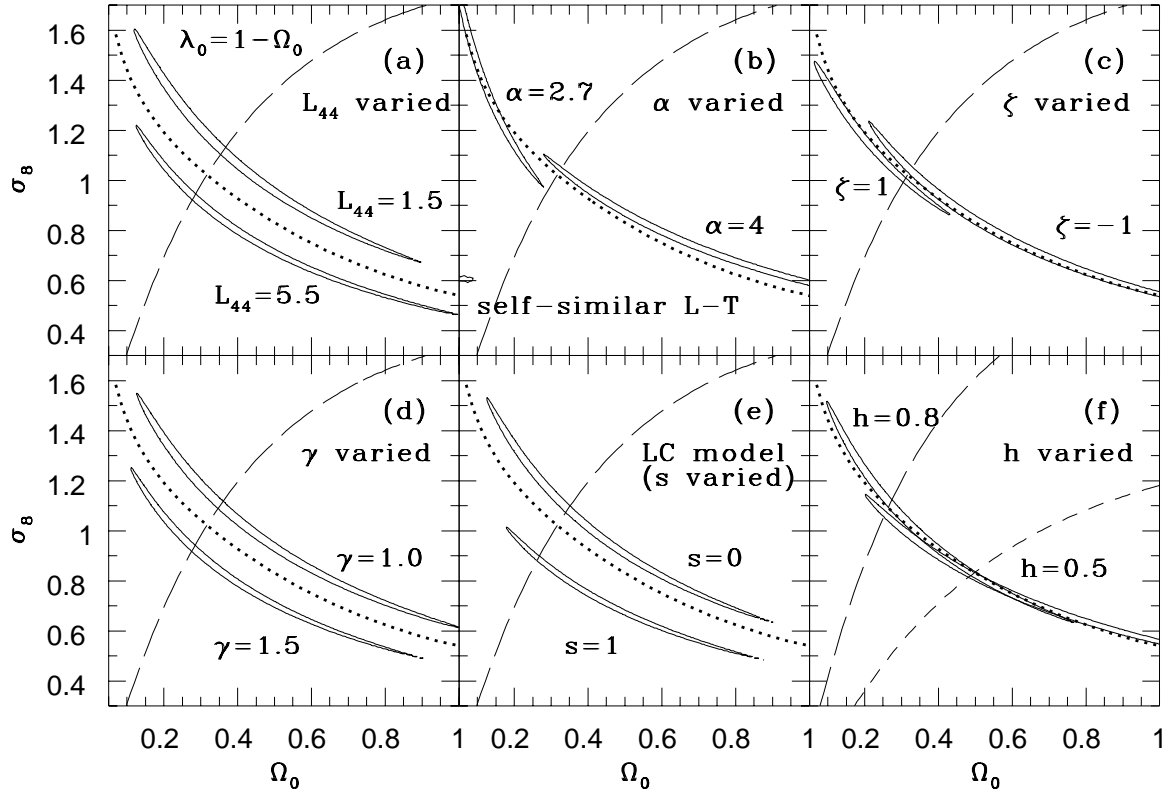 1.6
1.4
1.2
1
0.8
0.6
0.4
σ₈
λ₀=1−Ω₀
(a)
L₄₄ varied
L₄₄=1.5
L₄₄=5.5
(b)
α varied
α=2.7
α=4
self-similar L-T
(c)
ζ varied
ζ=1
ζ=−1
1.6
1.4
1.2
1
0.8
0.6
0.4
σ₈
(d)
γ varied
γ=1.0
γ=1.5
(e)
LC model
(s varied)
s=0
s=1
(f)
h=0.8
h varied
h=0.5
0.2 0.4 0.6 0.8 1
0.2 0.4 0.6 0.8
0.2 0.4 0.6 0.8 1
Ω₀ Ω₀ Ω₀